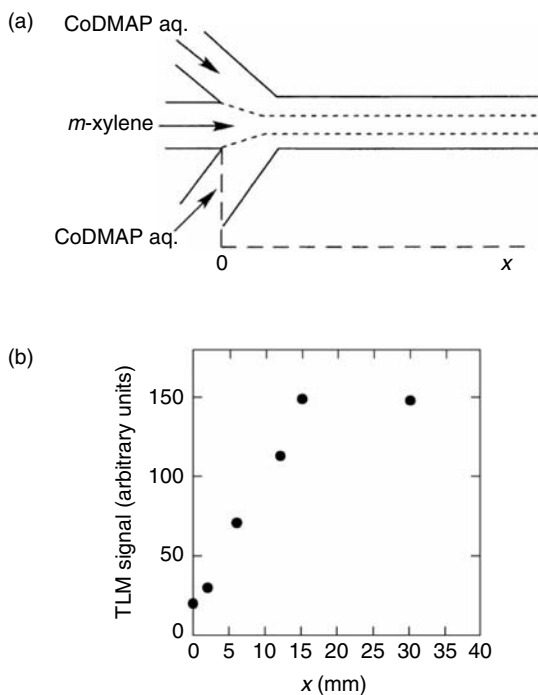 (a)
CoDMAP aq.
m-xylene
CoDMAP aq.
0
x
(b)
TLM signal (arbitrary units)
150
100
50
0
0 5 10 15 20 25 30 35 40
x (mm)